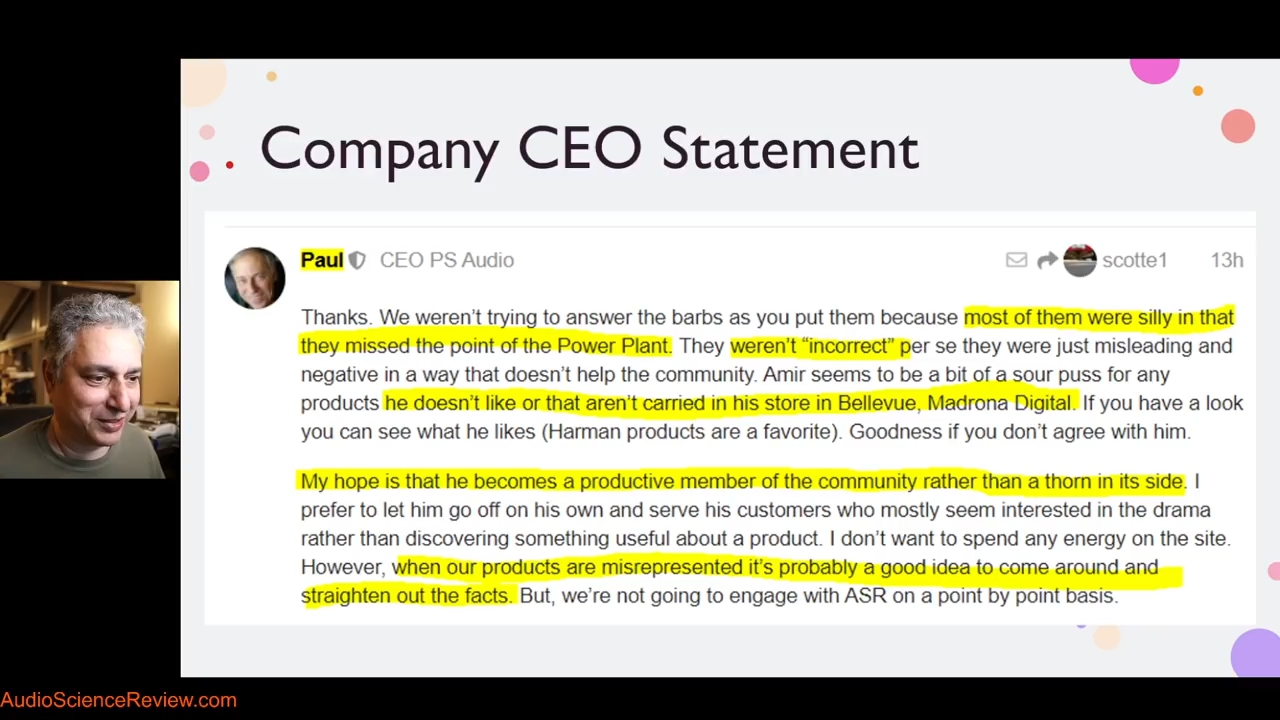 Company CEO Statement
Paul CEO PS Audio scotte1 13h
Thanks. We weren't trying to answer the barbs as you put them because most of them were silly in that
they missed the point of the Power Plant. They weren't “incorrect” per se they were just misleading and
negative in a way that doesn't help the community. Amir seems to be a bit of a sour puss for any
products he doesn't like or that aren't carried in his store in Bellevue, Madrona Digital. If you have a look
you can see what he likes (Harman products are a favorite). Goodness if you don't agree with him.
My hope is that he becomes a productive member of the community rather than a thorn in its side. I
prefer to let him go off on his own and serve his customers who mostly seem interested in the drama
rather than discovering something useful about a product. I don't want to spend any energy on the site.
However, when our products are misrepresented it's probably a good idea to come around and
straighten out the facts. But, we're not going to engage with ASR on a point by point basis.
AudioScienceReview.com